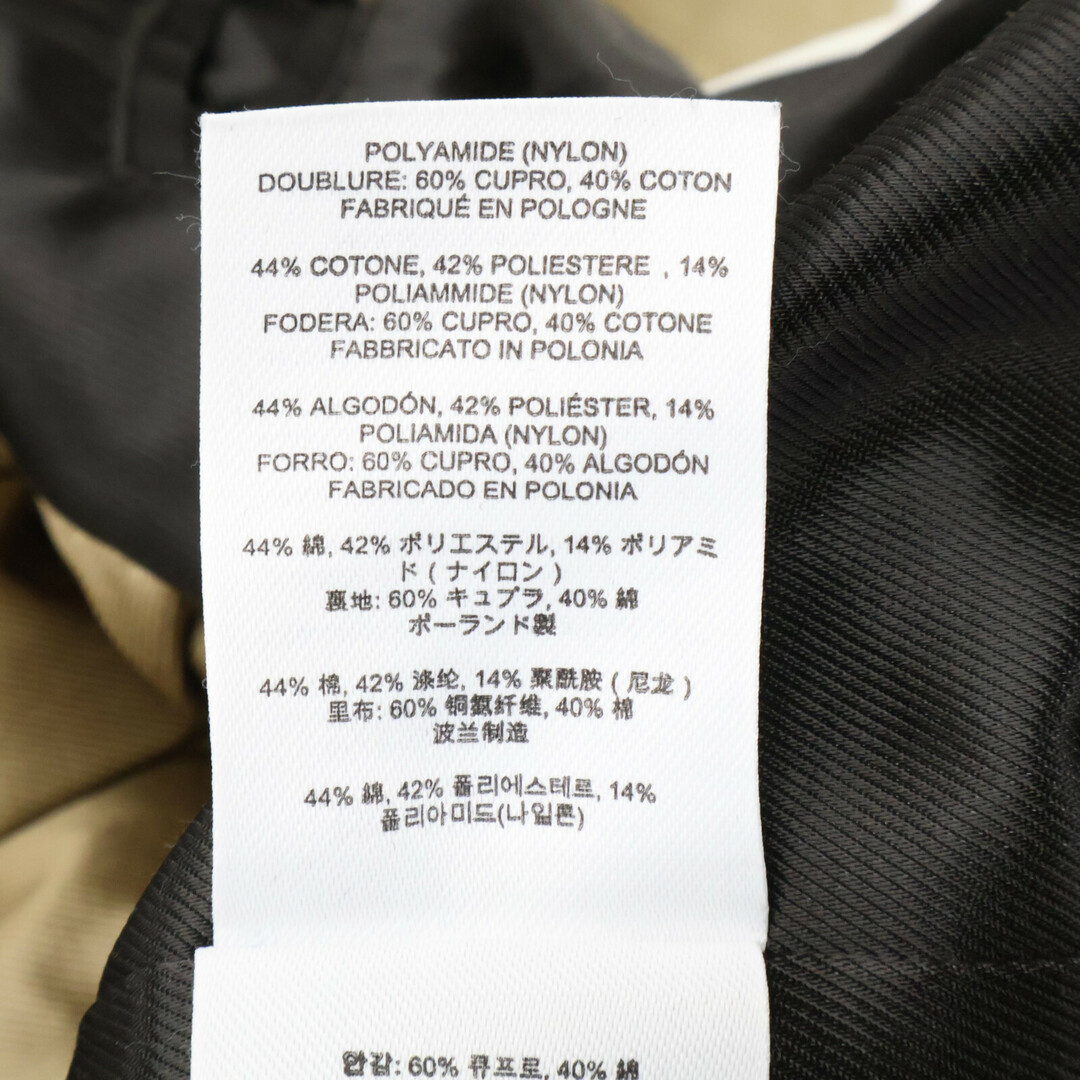 POLYAMIDE (NYLON)
DOUBLURE: 60% CUPRO, 40% COTON
FABRIQUÉ EN POLOGNE
44% COTONE, 42% POLIESTERE , 14%
POLIAMMIDE (NYLON)
FODERA: 60% CUPRO, 40% COTONE
FABBRICATO IN POLONIA
44% ALGODÓN, 42% POLIÉSTER, 14%
POLIAMIDA (NYLON)
FORRO: 60% CUPRO, 40% ALGODÓN
FABRICADO EN POLONIA
44% 綿, 42% ポリエステル, 14% ポリアミ
ド ( ナイロン )
裏地: 60% キュプラ, 40% 綿
ポーランド製
44% 棉, 42% 涤纶, 14% 聚酰胺 ( 尼龙 )
里布: 60% 铜氨纤维, 40% 棉
波兰制造
44% 綿, 42% 폴리에스테르, 14%
폴리아미드(나일론)
안감: 60% 큐프로, 40% 綿